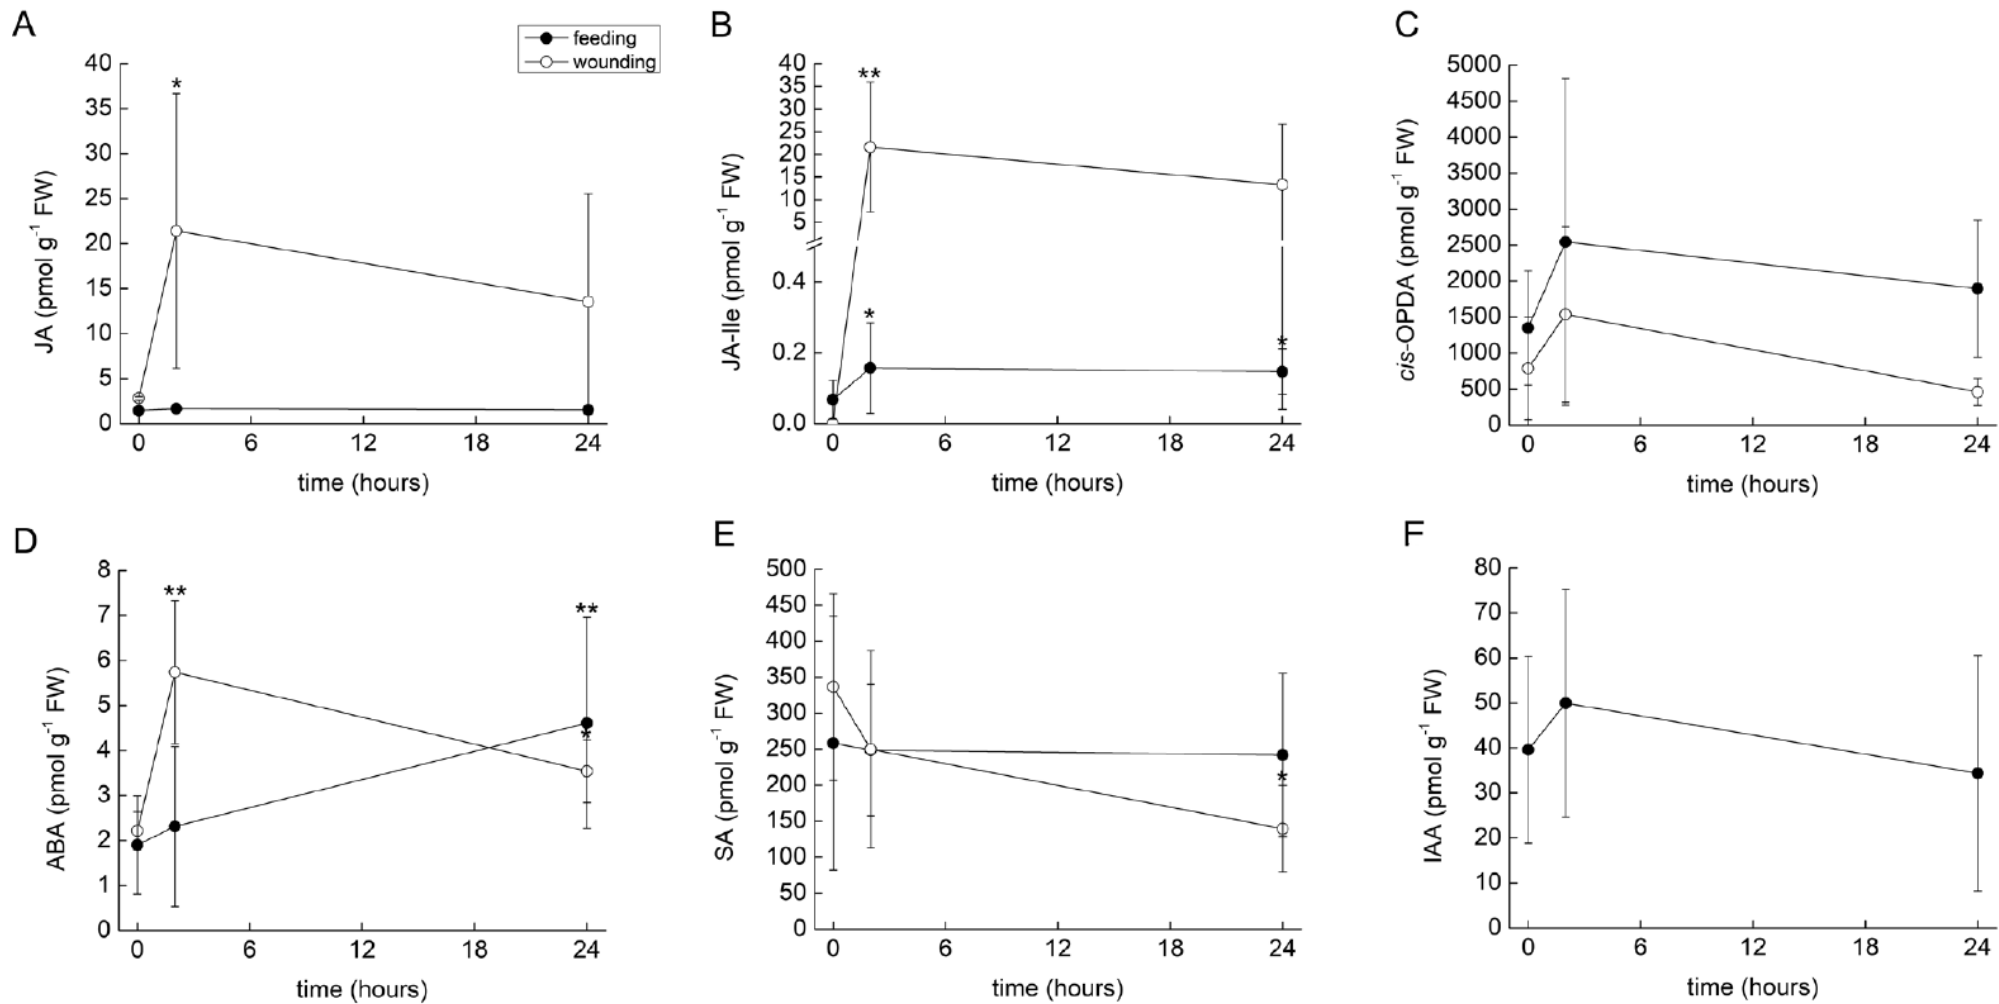 A
feeding
wounding
40
35
30
25
20
15
10
5
0
JA (pmol g⁻¹ FW)
*
0 6 12 18 24
time (hours)
B
40
35
30
25
20
15
10
5
0.4
0.2
0.0
JA-Ile (pmol g⁻¹ FW)
**
*
*
0 6 12 18 24
time (hours)
C
5000
4500
4000
3500
3000
2500
2000
1500
1000
500
0
cis-OPDA (pmol g⁻¹ FW)
0 6 12 18 24
time (hours)
D
8
7
6
5
4
3
2
1
0
ABA (pmol g⁻¹ FW)
**
**
*
0 6 12 18 24
time (hours)
E
500
450
400
350
300
250
200
150
100
50
0
SA (pmol g⁻¹ FW)
*
0 6 12 18 24
time (hours)
F
80
70
60
50
40
30
20
10
0
IAA (pmol g⁻¹ FW)
0 6 12 18 24
time (hours)